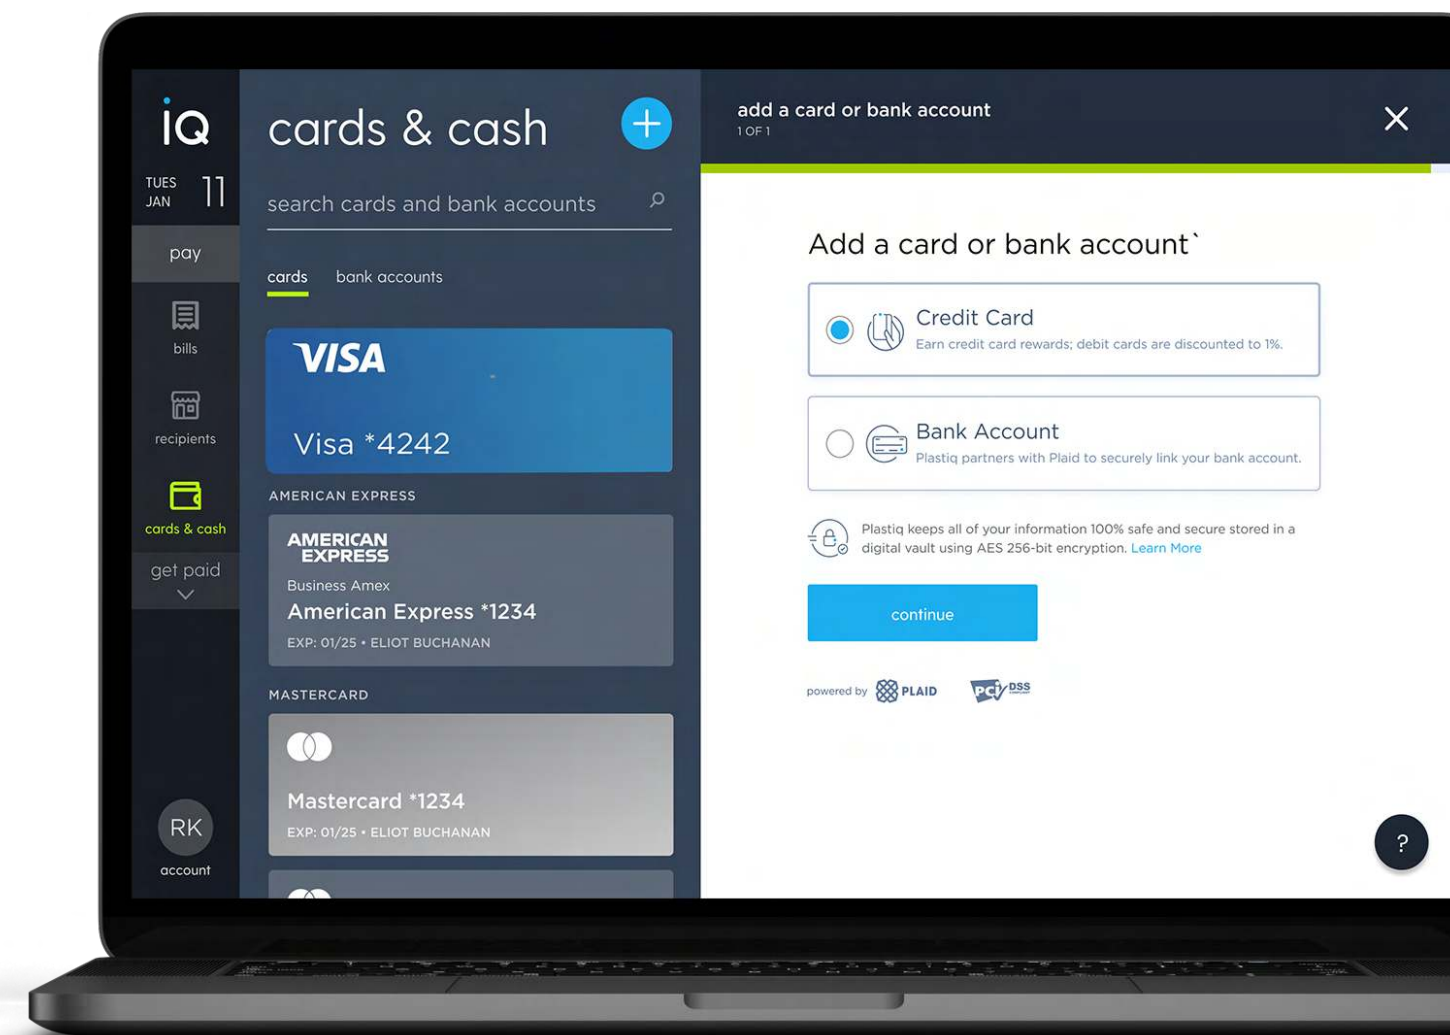 iQ
TUES
JAN
11
pay
bills
recipients
cards & cash
get paid
RK
account
cards & cash
search cards and bank accounts
cards bank accounts
VISA
Visa *4242
AMERICAN EXPRESS
AMERICAN
EXPRESS
Business Amex
American Express *1234
EXP: 01/25 • ELIOT BUCHANAN
MASTERCARD
Mastercard *1234
EXP: 01/25 • ELIOT BUCHANAN
add a card or bank account
1 OF 1
Add a card or bank account`
Credit Card
Earn credit card rewards; debit cards are discounted to 1%.
Bank Account
Plastiq partners with Plaid to securely link your bank account.
Plastiq keeps all of your information 100% safe and secure stored in a
digital vault using AES 256-bit encryption. Learn More
continue
powered by PLAID
PCI DSS
?